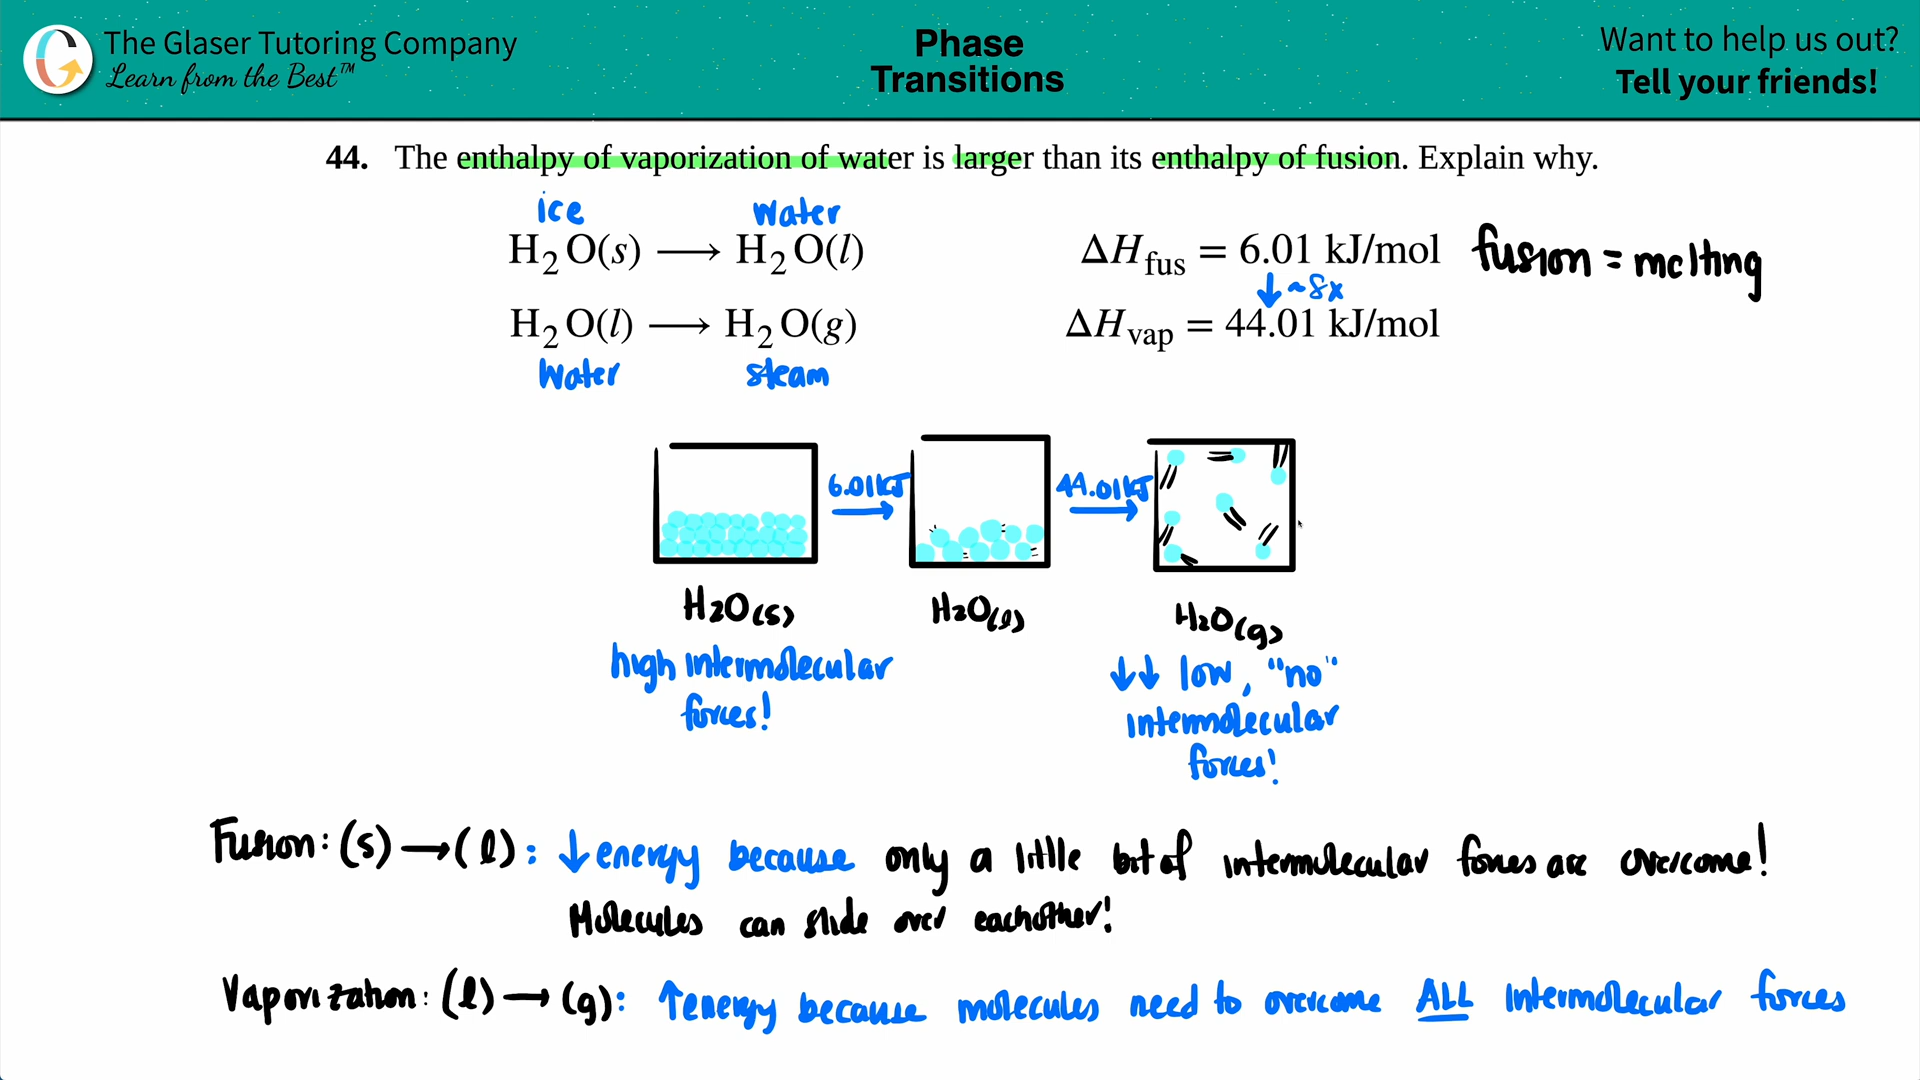 The Glaser Tutoring Company
Learn from the Best™
Phase
Transitions
Want to help us out?
Tell your friends!
44. The enthalpy of vaporization of water is larger than its enthalpy of fusion. Explain why.
ice water
H₂O(s) ⟶ H₂O(l) ΔHfus = 6.01 kJ/mol fusion = melting
↓ ~8x
H₂O(l) ⟶ H₂O(g) ΔHvap = 44.01 kJ/mol
Water steam
6.01 kJ 44.01 kJ
H₂O(s) H₂O(l) H₂O(g)
high intermolecular
forces!
↓↓ low, "no"
intermolecular
forces!
Fusion: (s) ⟶ (l): ↓ energy because only a little bit of intermolecular forces are overcome!
Molecules can slide over eachother!
Vaporization: (l) ⟶ (g): ↑ energy because molecules need to overcome ALL intermolecular forces